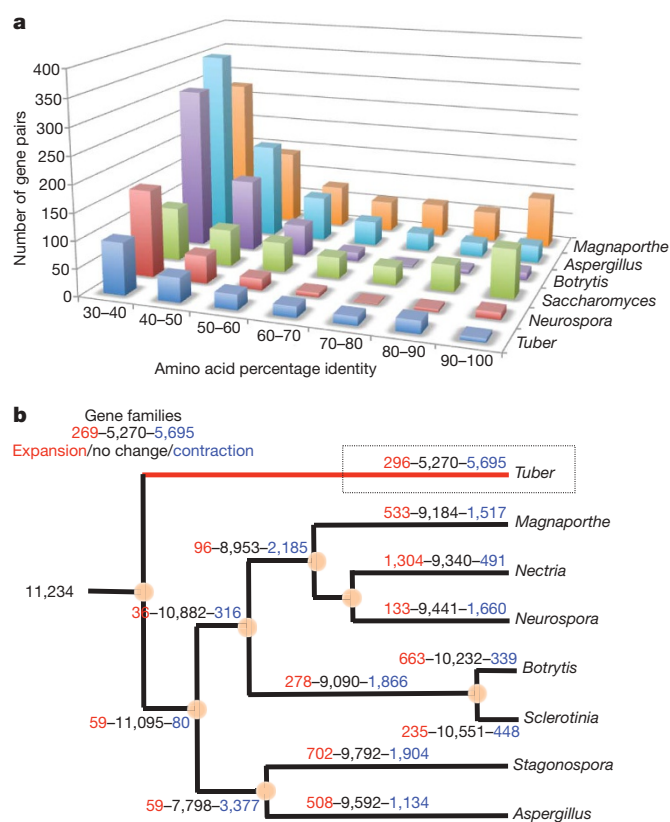 a
Number of gene pairs
400
350
300
250
200
150
100
50
0
30–40
40–50
50–60
60–70
70–80
80–90
90–100
Amino acid percentage identity
Magnaporthe
Aspergillus
Botrytis
Saccharomyces
Neurospora
Tuber
b
Gene families
269–5,270–5,695
Expansion/no change/contraction
296–5,270–5,695
Tuber
533–9,184–1,517
Magnaporthe
96–8,953–2,185
1,304–9,340–491
Nectria
11,234
36–10,882–316
133–9,441–1,660
Neurospora
663–10,232–339
Botrytis
278–9,090–1,866
Sclerotinia
59–11,095–80
235–10,551–448
702–9,792–1,904
Stagonospora
59–7,798–3,377
508–9,592–1,134
Aspergillus